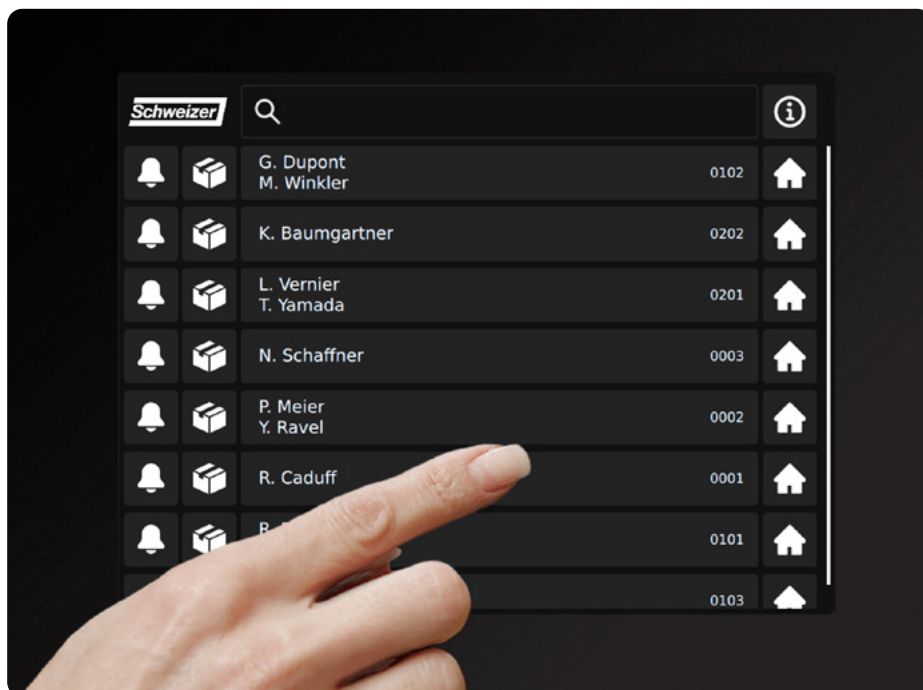 Schweizer
G. Dupont
M. Winkler
0102
K. Baumgartner
0202
L. Vernier
T. Yamada
0201
N. Schaffner
0003
P. Meier
Y. Ravel
0002
R. Caduff
0001
0101
0103